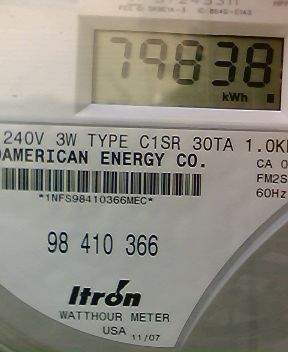 79838
kWh
240V 3W TYPE C1SR 30TA 1.0K
AMERICAN ENERGY CO.
CA 0
FM2S
60Hz
*1NFS98410366MEC*
98 410 366
Itron
WATTHOUR METER
USA 11/07